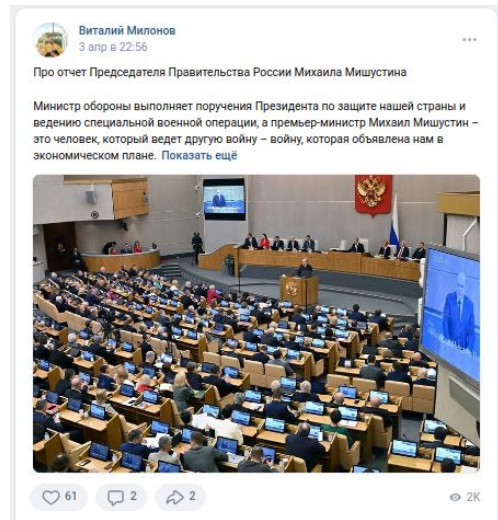 Виталий Милонов
3 апр в 22:56
Про отчет Председателя Правительства России Михаила Мишустина
Министр обороны выполняет поручения Президента по защите нашей страны и
ведению специальной военной операции, а премьер-министр Михаил Мишустин –
это человек, который ведет другую войну – войну, которая объявлена нам в
экономическом плане. Показать ещё
61
2
2
2K